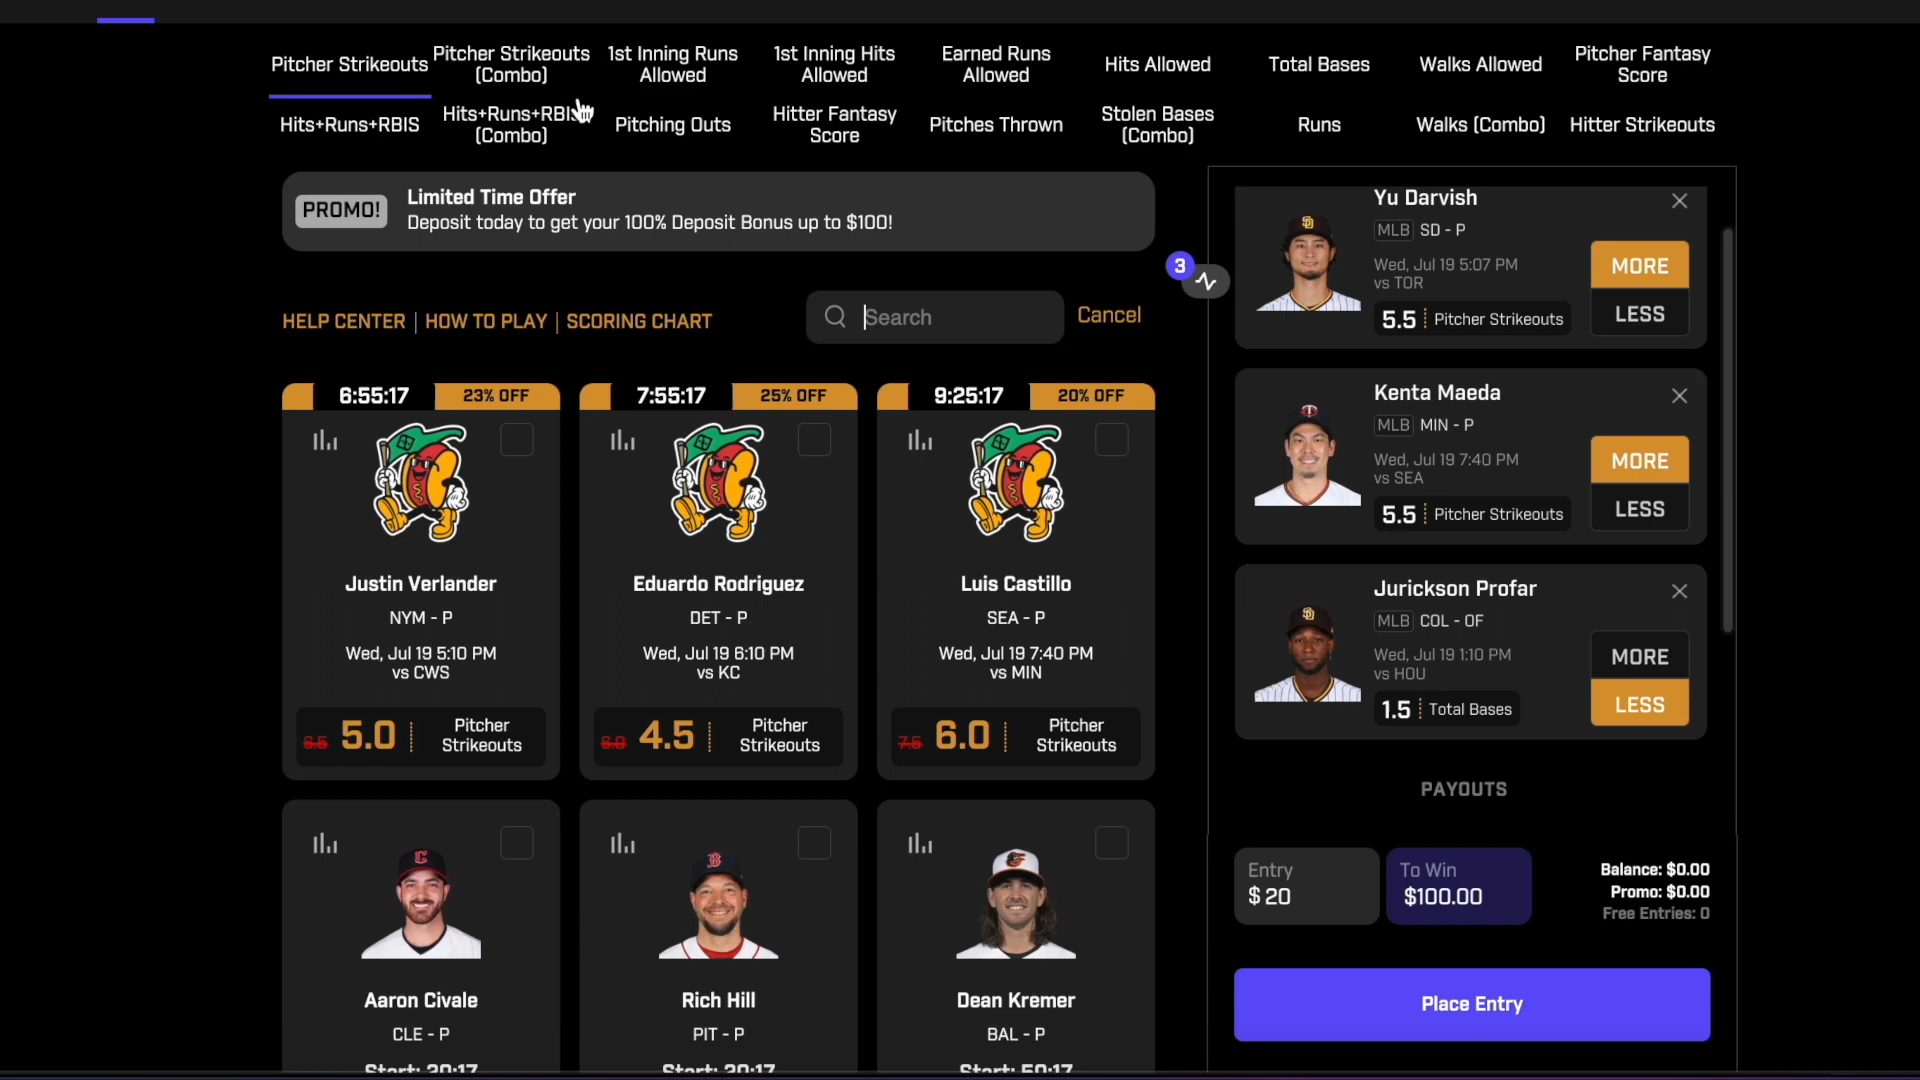 Pitcher Strikeouts
Pitcher Strikeouts
(Combo)
1st Inning Runs
Allowed
1st Inning Hits
Allowed
Earned Runs
Allowed
Hits Allowed
Total Bases
Walks Allowed
Pitcher Fantasy
Score
Hits+Runs+RBIS
Hits+Runs+RBIS
(Combo)
Pitching Outs
Hitter Fantasy
Score
Pitches Thrown
Stolen Bases
(Combo)
Runs
Walks (Combo)
Hitter Strikeouts
PROMO!
Limited Time Offer
Deposit today to get your 100% Deposit Bonus up to $100!
HELP CENTER | HOW TO PLAY | SCORING CHART
Search
Cancel
6:55:17
23% OFF
Justin Verlander
NYM - P
Wed, Jul 19 5:10 PM
vs CWS
6.5 5.0
Pitcher
Strikeouts
7:55:17
25% OFF
Eduardo Rodriguez
DET - P
Wed, Jul 19 6:10 PM
vs KC
6.0 4.5
Pitcher
Strikeouts
9:25:17
20% OFF
Luis Castillo
SEA - P
Wed, Jul 19 7:40 PM
vs MIN
7.5 6.0
Pitcher
Strikeouts
Aaron Civale
CLE - P
Start: 20:17
Rich Hill
PIT - P
Start: 20:17
Dean Kremer
BAL - P
Start: 50:17
3
Yu Darvish
MLB SD - P
Wed, Jul 19 5:07 PM
vs TOR
5.5 Pitcher Strikeouts
MORE
LESS
Kenta Maeda
MLB MIN - P
Wed, Jul 19 7:40 PM
vs SEA
5.5 Pitcher Strikeouts
MORE
LESS
Jurickson Profar
MLB COL - OF
Wed, Jul 19 1:10 PM
vs HOU
1.5 Total Bases
MORE
LESS
PAYOUTS
Entry
$ 20
To Win
$100.00
Balance: $0.00
Promo: $0.00
Free Entries: 0
Place Entry